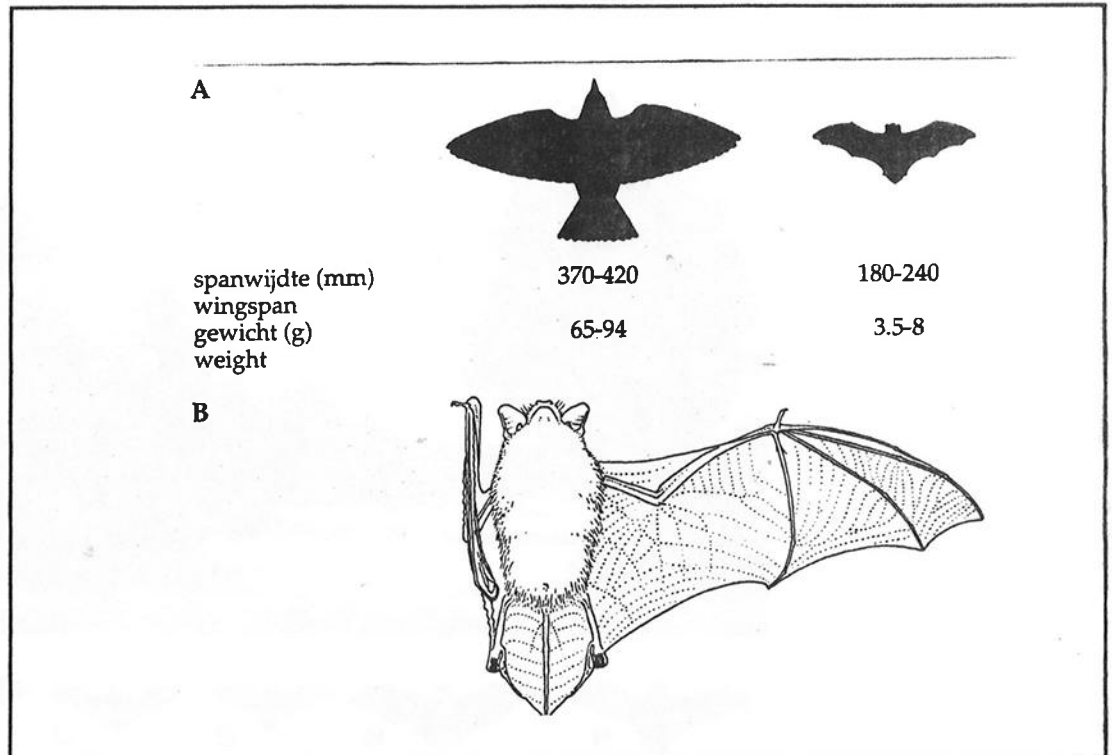 A
spanwijdte (mm) 370-420 180-240
wingspan
gewicht (g) 65-94 3.5-8
weight
B